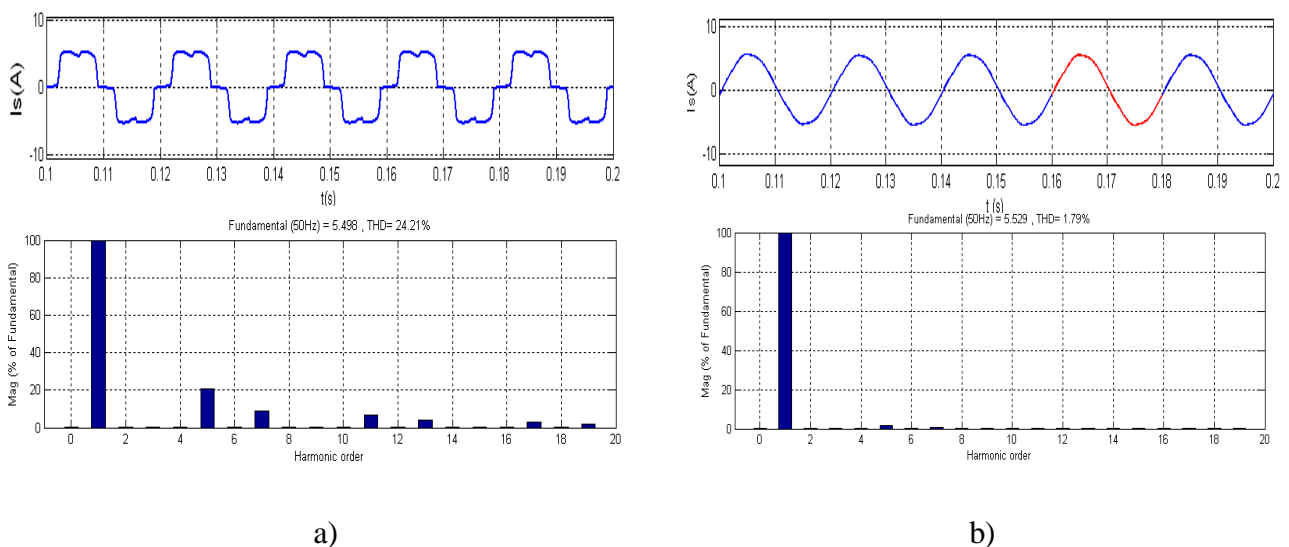 10
0
-10
Is(A)
0.1 0.11 0.12 0.13 0.14 0.15 0.16 0.17 0.18 0.19 0.2
t(s)
Fundamental (50Hz) = 5.498 , THD= 24.21%
100
80
60
40
20
0
Mag (% of Fundamental)
0 2 4 6 8 10 12 14 16 18 20
Harmonic order
a)
10
0
-10
Is(A)
0.1 0.11 0.12 0.13 0.14 0.15 0.16 0.17 0.18 0.19 0.2
t (s)
Fundamental (50Hz) = 5.529 , THD= 1.79%
100
80
60
40
20
0
Mag (% of Fundamental)
0 2 4 6 8 10 12 14 16 18 20
Harmonic order
b)